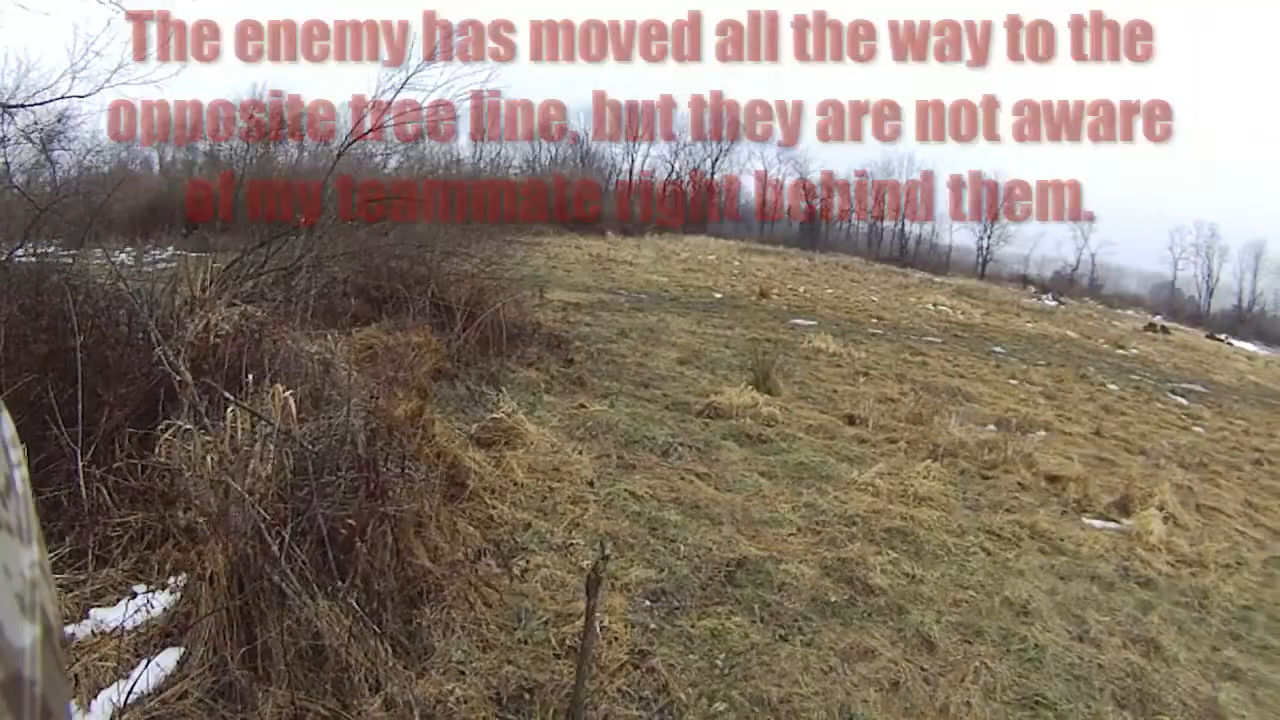 The enemy has moved all the way to the
opposite tree line, but they are not aware
of my teammate right behind them.